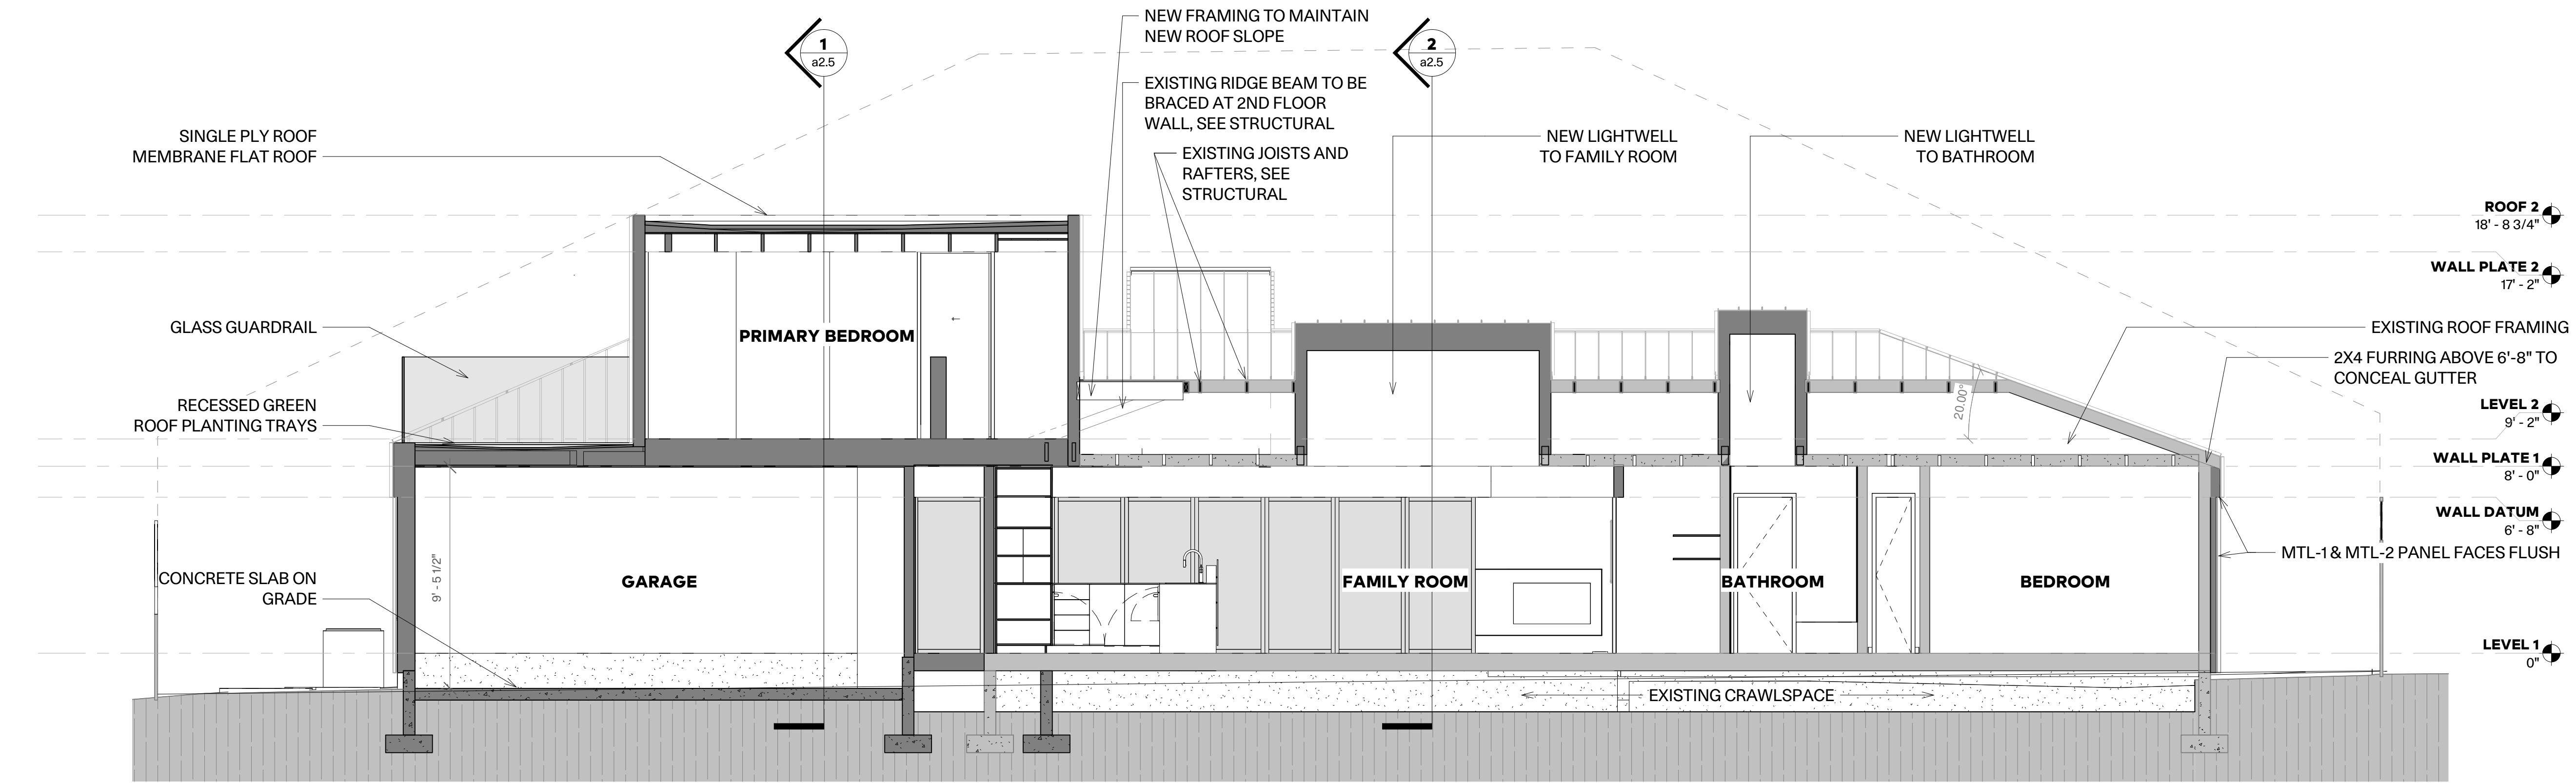 1
a2.5
2
a2.5
NEW FRAMING TO MAINTAIN
NEW ROOF SLOPE
EXISTING RIDGE BEAM TO BE
BRACED AT 2ND FLOOR
WALL, SEE STRUCTURAL
EXISTING JOISTS AND
RAFTERS, SEE
STRUCTURAL
NEW LIGHTWELL
TO FAMILY ROOM
NEW LIGHTWELL
TO BATHROOM
SINGLE PLY ROOF
MEMBRANE FLAT ROOF
GLASS GUARDRAIL
RECESSED GREEN
ROOF PLANTING TRAYS
CONCRETE SLAB ON
GRADE
PRIMARY BEDROOM
GARAGE
9' - 5 1/2"
FAMILY ROOM
BATHROOM
BEDROOM
EXISTING CRAWLSPACE
20.00°
ROOF 2
18' - 8 3/4"
WALL PLATE 2
17' - 2"
EXISTING ROOF FRAMING
2X4 FURRING ABOVE 6'-8" TO
CONCEAL GUTTER
LEVEL 2
9' - 2"
WALL PLATE 1
8' - 0"
WALL DATUM
6' - 8"
MTL-1 & MTL-2 PANEL FACES FLUSH
LEVEL 1
0"